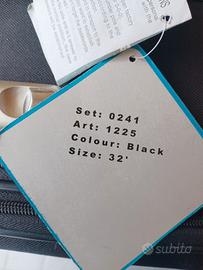 Set: 0241
Art: 1225
Colour: Black
Size: 32'
subito